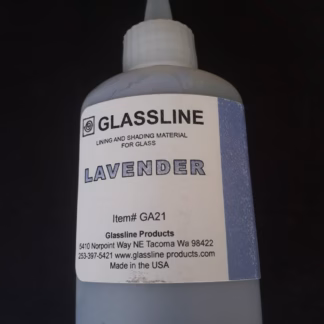 GLASSLINE
LINING AND SHADING MATERIAL
FOR GLASS
LAVENDER
Item# GA21
Glassline Products
5410 Norpoint Way NE Tacoma Wa 98422
253-397-5421 www.glassline products.com
Made in the USA